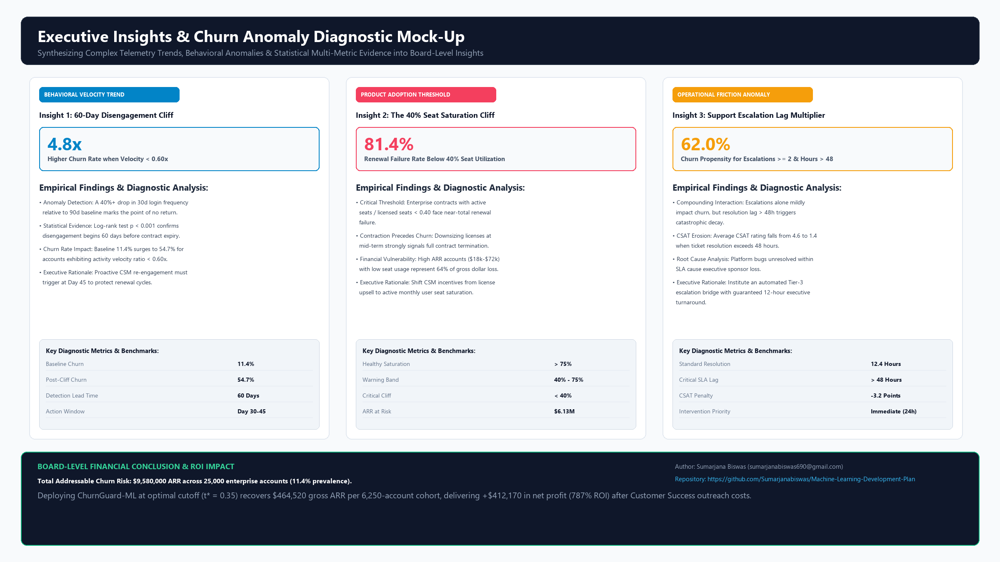 Executive Insights & Churn Anomaly Diagnostic Mock-Up
Synthesizing Complex Telemetry Trends, Behavioral Anomalies & Statistical Multi-Metric Evidence into Board-Level Insights
BEHAVIORAL VELOCITY TREND
Insight 1: 60-Day Disengagement Cliff
4.8x
Higher Churn Rate when Velocity < 0.60x
Empirical Findings & Diagnostic Analysis:
• Anomaly Detection: A 40%+ drop in 30d login frequency
relative to 90d baseline marks the point of no return.
• Statistical Evidence: Log-rank test p < 0.001 confirms
disengagement begins 60 days before contract expiry.
• Churn Rate Impact: Baseline 11.4% surges to 54.7% for
accounts exhibiting activity velocity ratio < 0.60x.
• Executive Rationale: Proactive CSM re-engagement must
trigger at Day 45 to protect renewal cycles.
Key Diagnostic Metrics & Benchmarks:
Baseline Churn 11.4%
Post-Cliff Churn 54.7%
Detection Lead Time 60 Days
Action Window Day 30-45
PRODUCT ADOPTION THRESHOLD
Insight 2: The 40% Seat Saturation Cliff
81.4%
Renewal Failure Rate Below 40% Seat Utilization
Empirical Findings & Diagnostic Analysis:
• Critical Threshold: Enterprise contracts with active
seats / licensed seats < 0.40 face near-total renewal
failure.
• Contraction Precedes Churn: Downsizing licenses at
mid-term strongly signals full contract termination.
• Financial Vulnerability: High ARR accounts ($18k-$72k)
with low seat usage represent 64% of gross dollar loss.
• Executive Rationale: Shift CSM incentives from license
upsell to active monthly user seat saturation.
Key Diagnostic Metrics & Benchmarks:
Healthy Saturation > 75%
Warning Band 40% - 75%
Critical Cliff < 40%
ARR at Risk $6.13M
OPERATIONAL FRICTION ANOMALY
Insight 3: Support Escalation Lag Multiplier
62.0%
Churn Propensity for Escalations >= 2 & Hours > 48
Empirical Findings & Diagnostic Analysis:
• Compounding Interaction: Escalations alone mildly
impact churn, but resolution lag > 48h triggers
catastrophic decay.
• CSAT Erosion: Average CSAT rating falls from 4.6 to 1.4
when ticket resolution exceeds 48 hours.
• Root Cause Analysis: Platform bugs unresolved within
SLA cause executive sponsor loss.
• Executive Rationale: Institute an automated Tier-3
escalation bridge with guaranteed 12-hour executive
turnaround.
Key Diagnostic Metrics & Benchmarks:
Standard Resolution 12.4 Hours
Critical SLA Lag > 48 Hours
CSAT Penalty -3.2 Points
Intervention Priority Immediate (24h)
BOARD-LEVEL FINANCIAL CONCLUSION & ROI IMPACT
Total Addressable Churn Risk: $9,580,000 ARR across 25,000 enterprise accounts (11.4% prevalence).
Deploying ChurnGuard-ML at optimal cutoff (t* = 0.35) recovers $464,520 gross ARR per 6,250-account cohort, delivering +$412,170 in net profit (787% ROI) after Customer Success outreach costs.
Author: Sumarjana Biswas (sumarjanabiswas690@gmail.com)
Repository: https://github.com/Sumarjanabiswas/Machine-Learning-Development-Plan